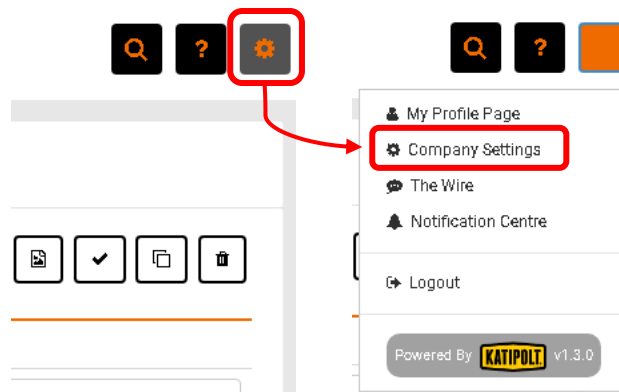 ?
?
My Profile Page
Company Settings
The Wire
Notification Centre
Logout
Powered By KATIPOLT. v1.3.0